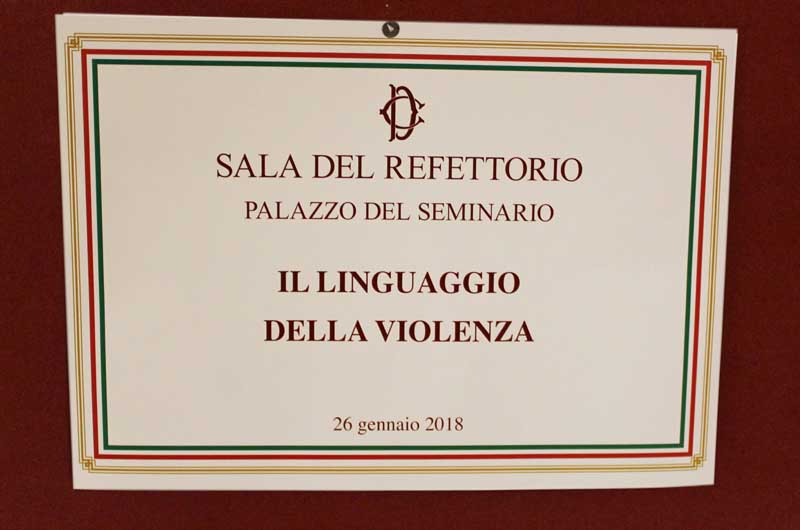 SALA DEL REFETTORIO
PALAZZO DEL SEMINARIO
IL LINGUAGGIO
DELLA VIOLENZA
26 gennaio 2018